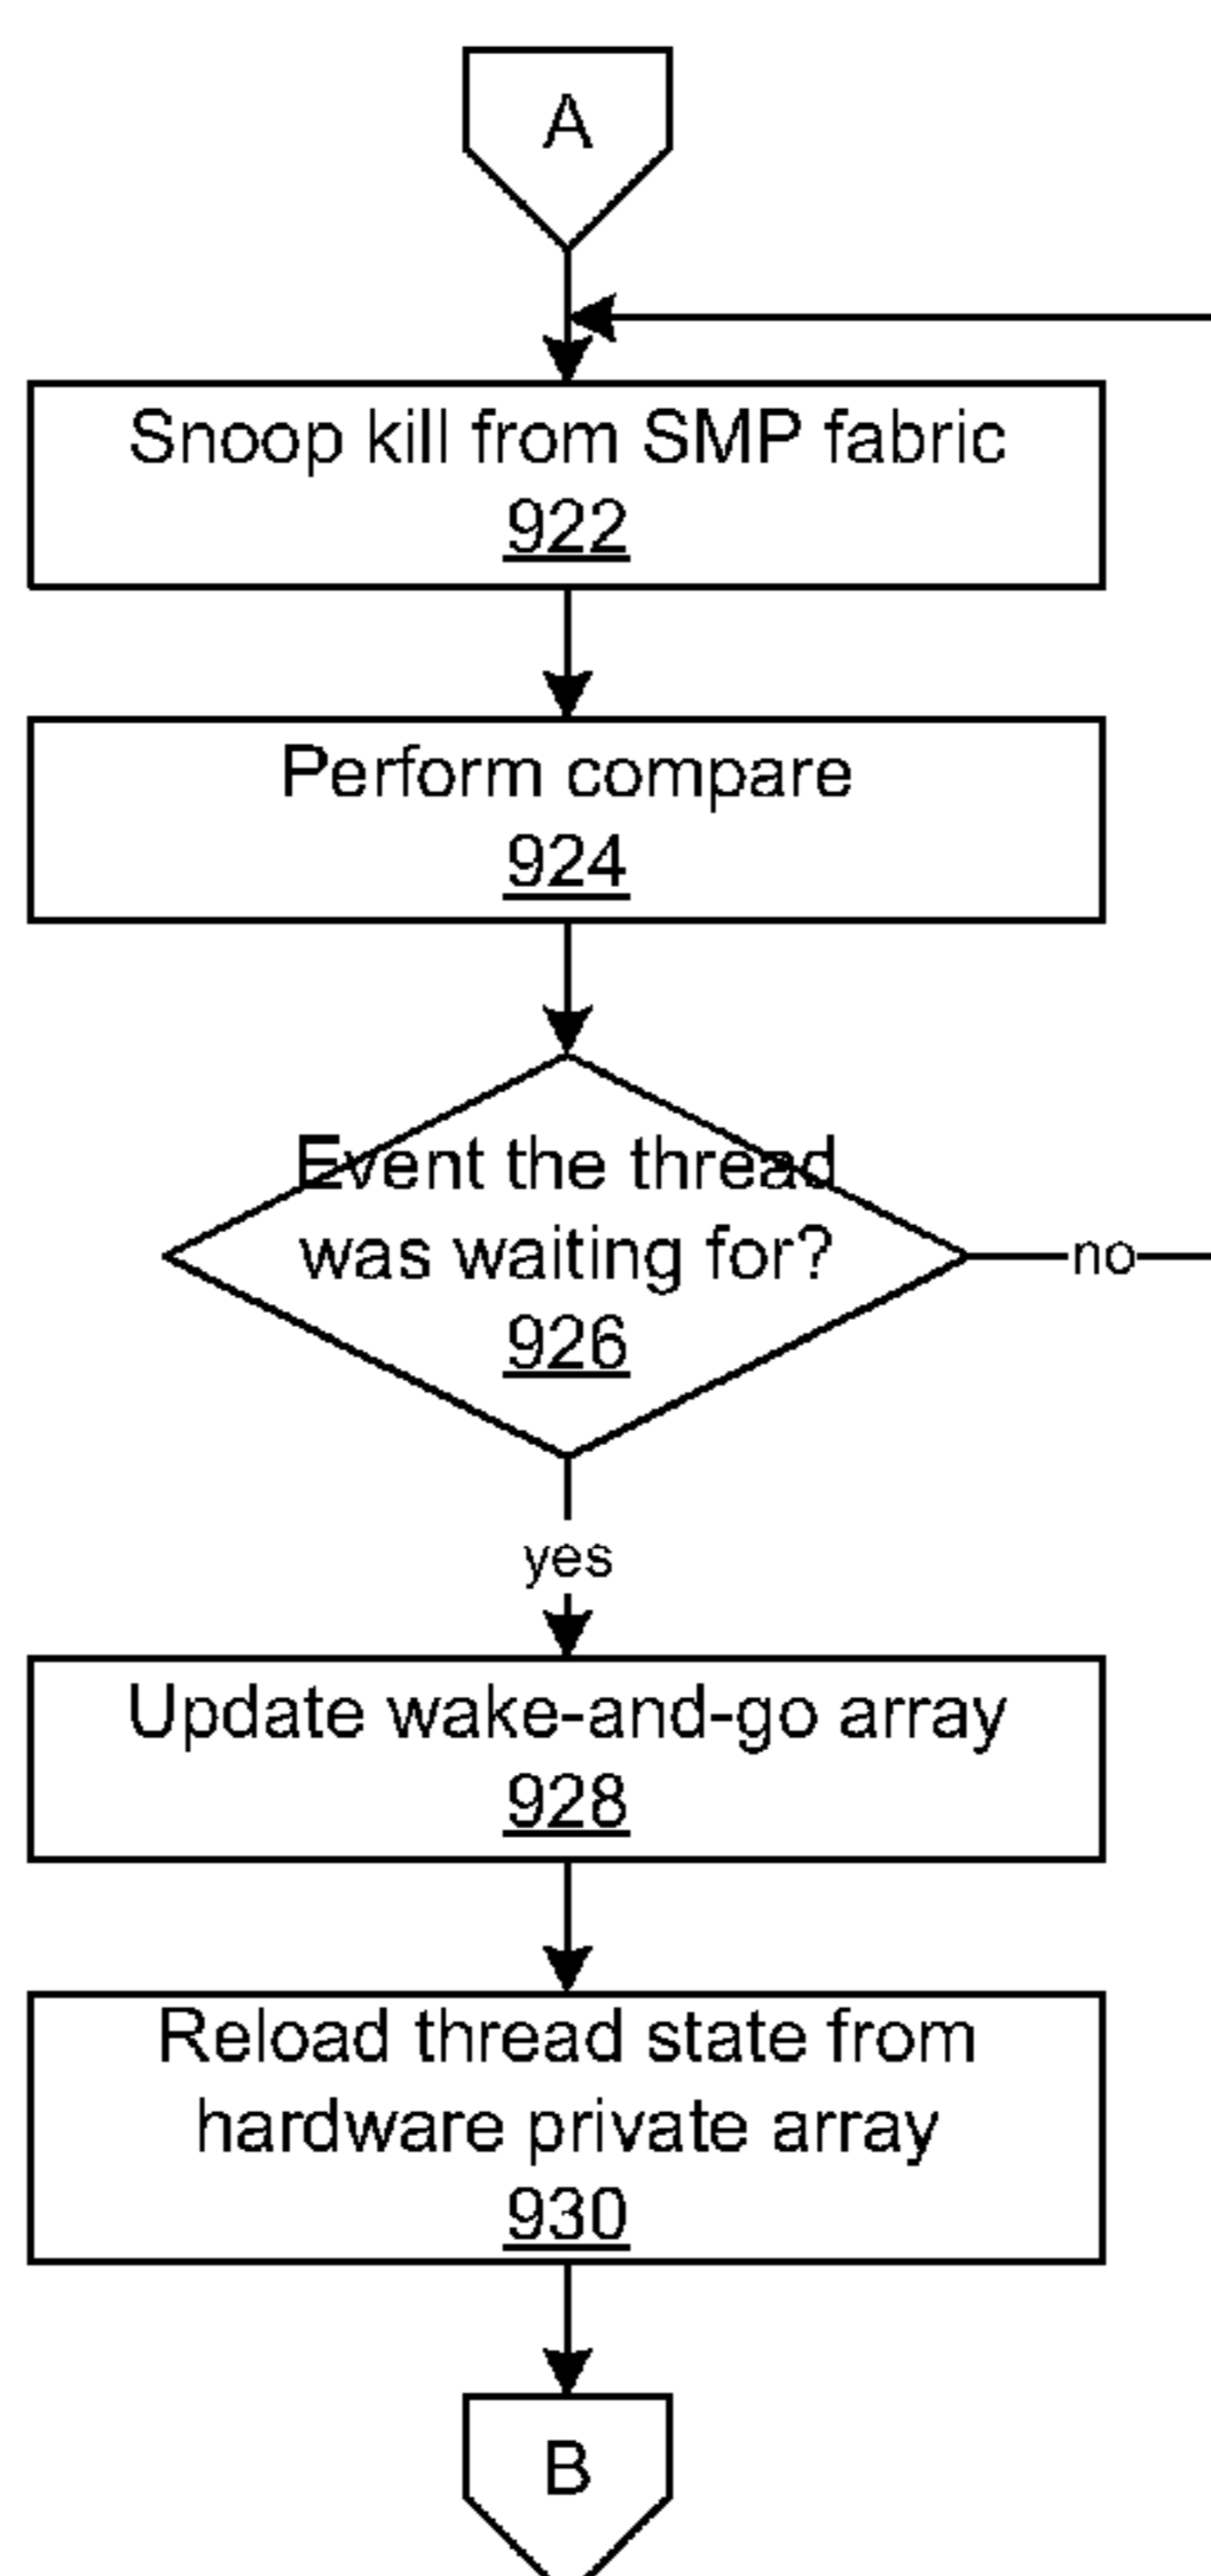 A
Snoop kill from SMP fabric
922
Perform compare
924
Event the thread
was waiting for?
926
no
yes
Update wake-and-go array
928
Reload thread state from
hardware private array
930
B